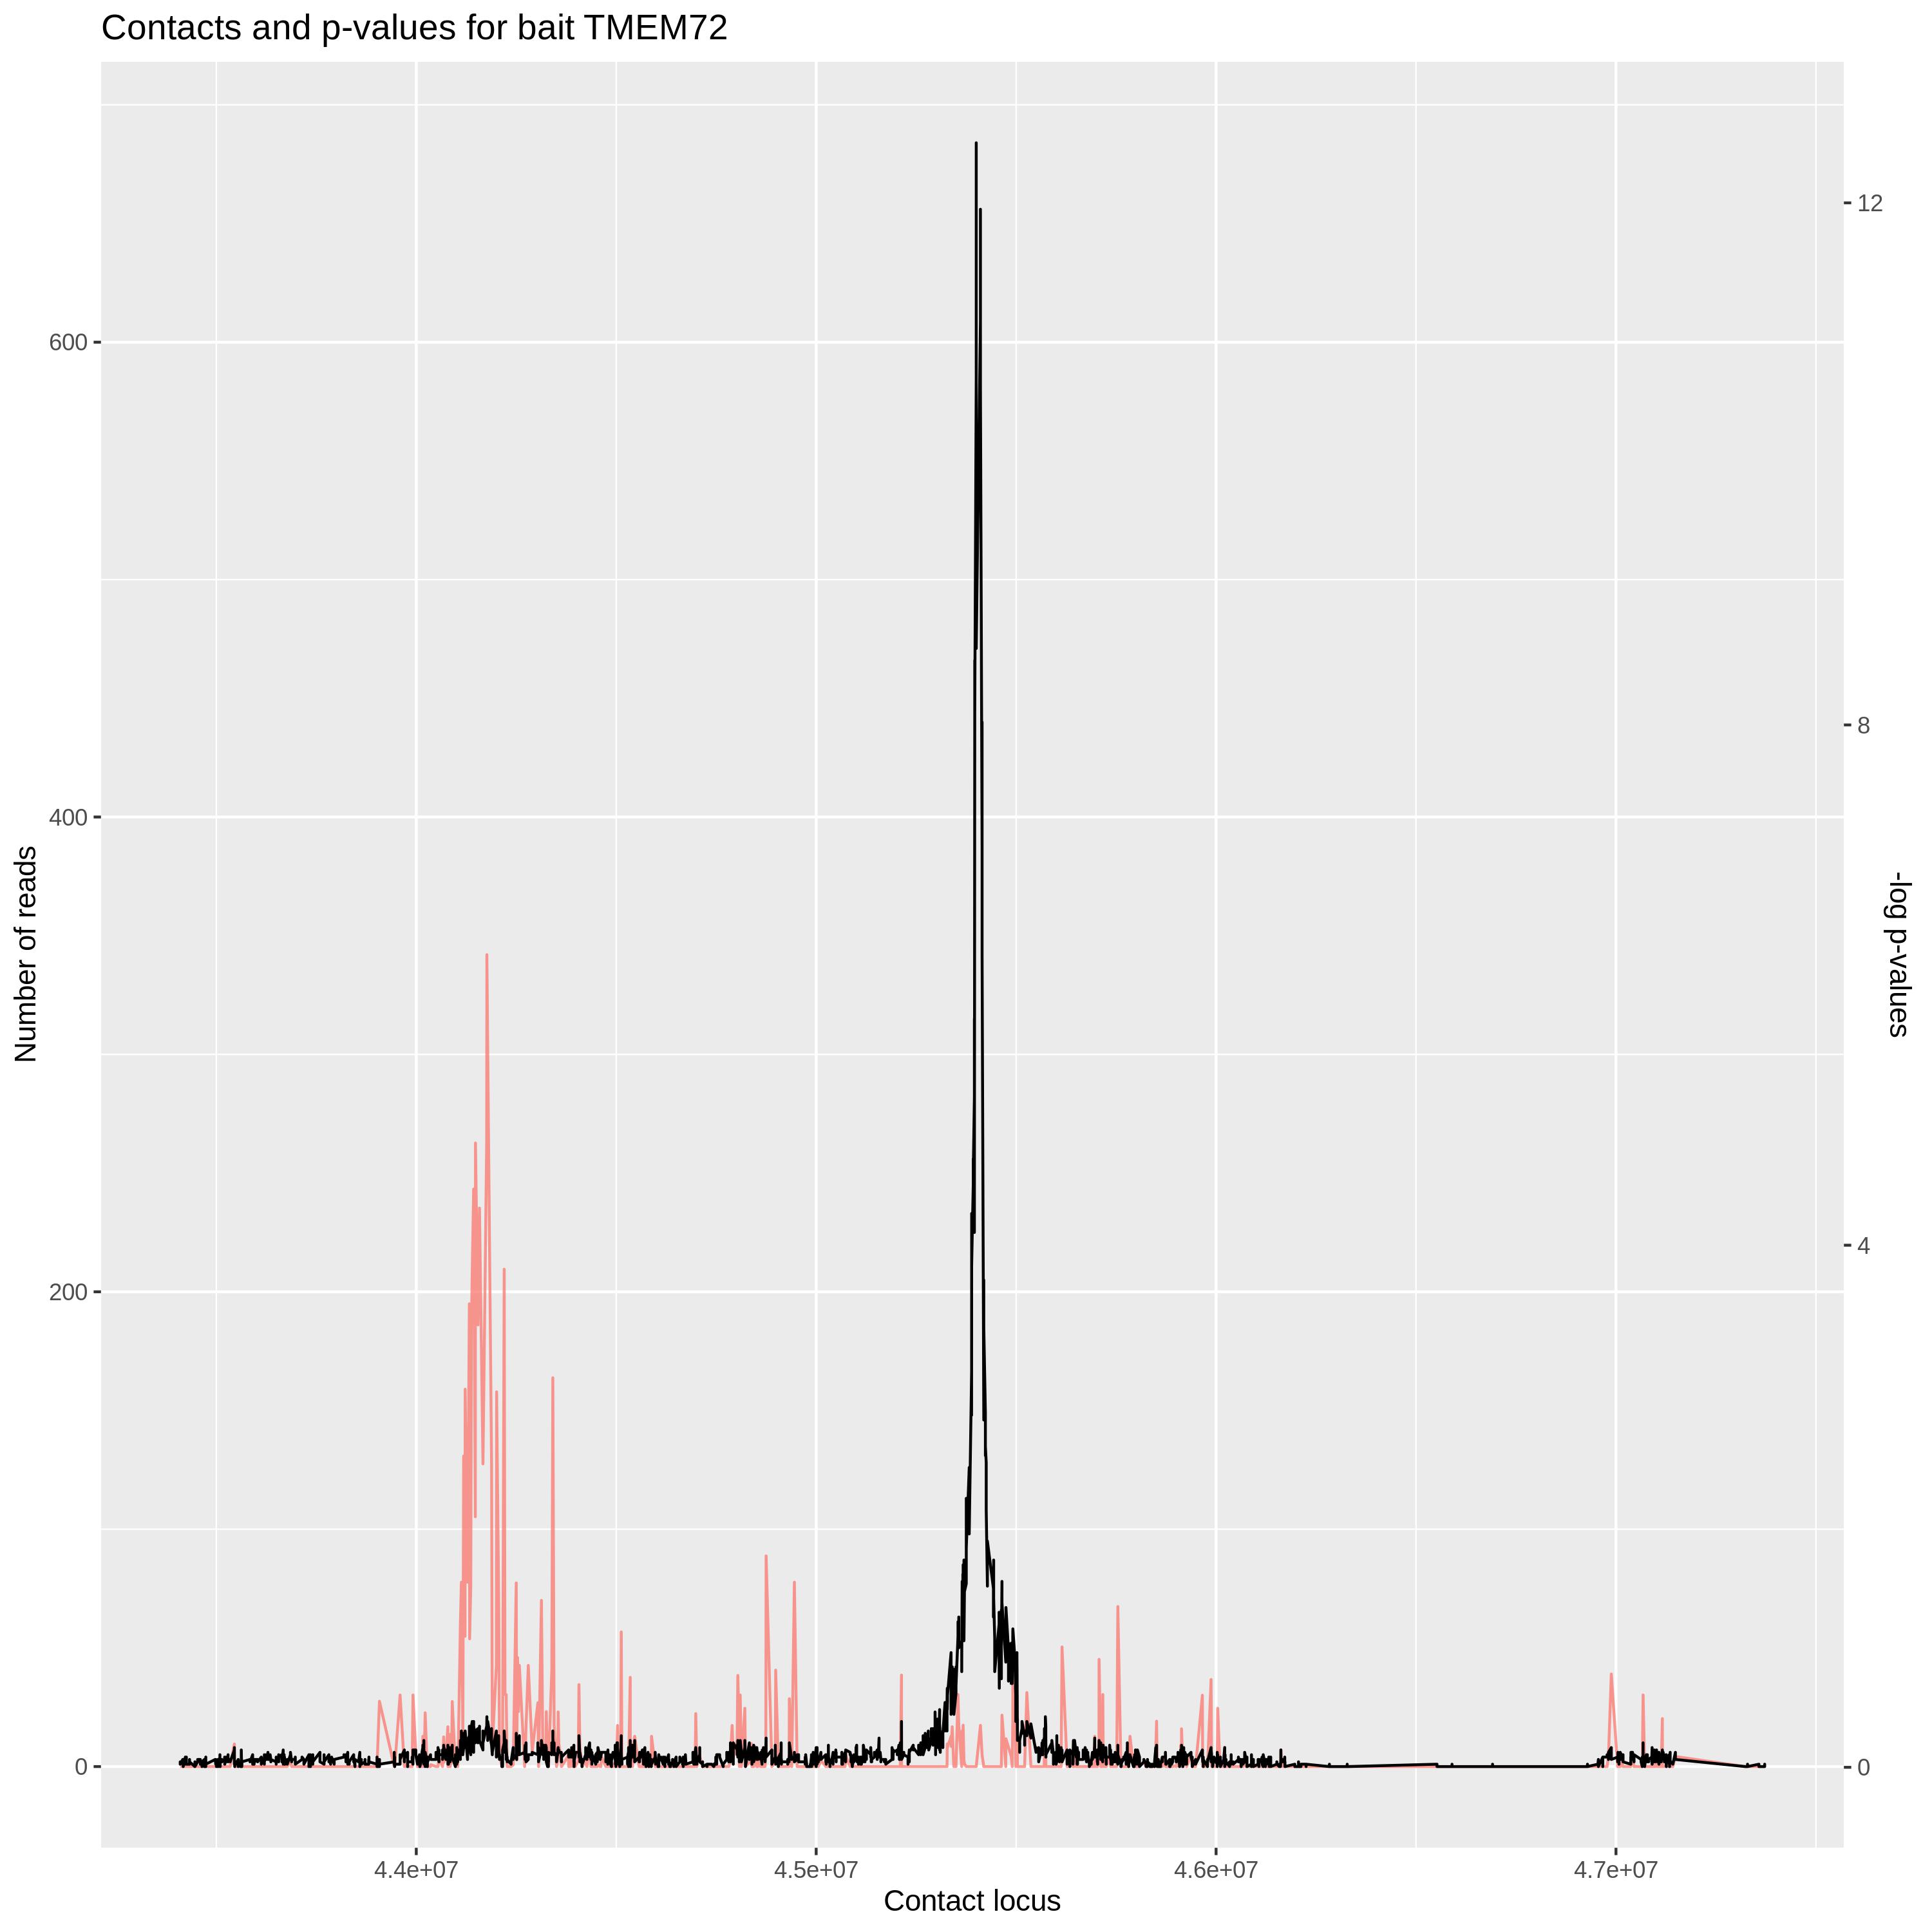 Contacts and p-values for bait TMEM72
Number of reads
600
400
200
0
12
8
4
0
-log p-values
4.4e+07
4.5e+07
4.6e+07
4.7e+07
Contact locus